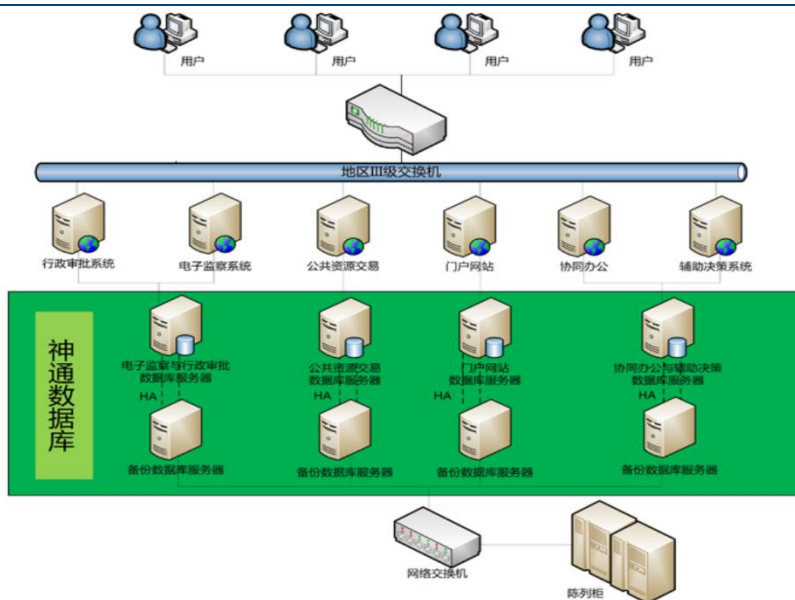 用户
用户
用户
用户
地区III级交换机
行政审批系统
电子监察系统
公共资源交易
门户网站
协同办公
辅助决策系统
神通数据库
电子监察与行政审批
数据库服务器
公共资源交易
数据库服务器
门户网站
数据库服务器
协同办公与辅助决策
数据库服务器
HA
HA
HA
HA
备份数据库服务器
备份数据库服务器
备份数据库服务器
备份数据库服务器
网络交换机
陈列柜